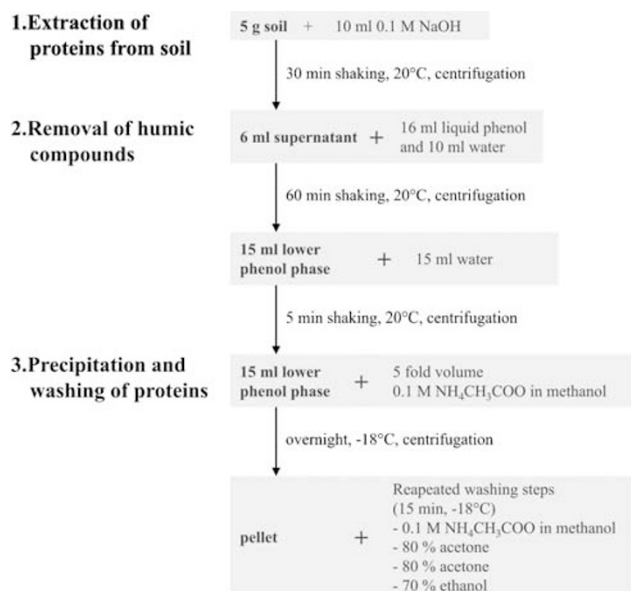 1.Extraction of
proteins from soil
5 g soil + 10 ml 0.1 M NaOH
30 min shaking, 20°C, centrifugation
2.Removal of humic
compounds
6 ml supernatant + 16 ml liquid phenol
and 10 ml water
60 min shaking, 20°C, centrifugation
15 ml lower
phenol phase + 15 ml water
5 min shaking, 20°C, centrifugation
3.Precipitation and
washing of proteins
15 ml lower
phenol phase + 5 fold volume
0.1 M NH₄CH₃COO in methanol
overnight, -18°C, centrifugation
pellet +
Reapeated washing steps
(15 min, -18°C)
- 0.1 M NH₄CH₃COO in methanol
- 80 % acetone
- 80 % acetone
- 70 % ethanol